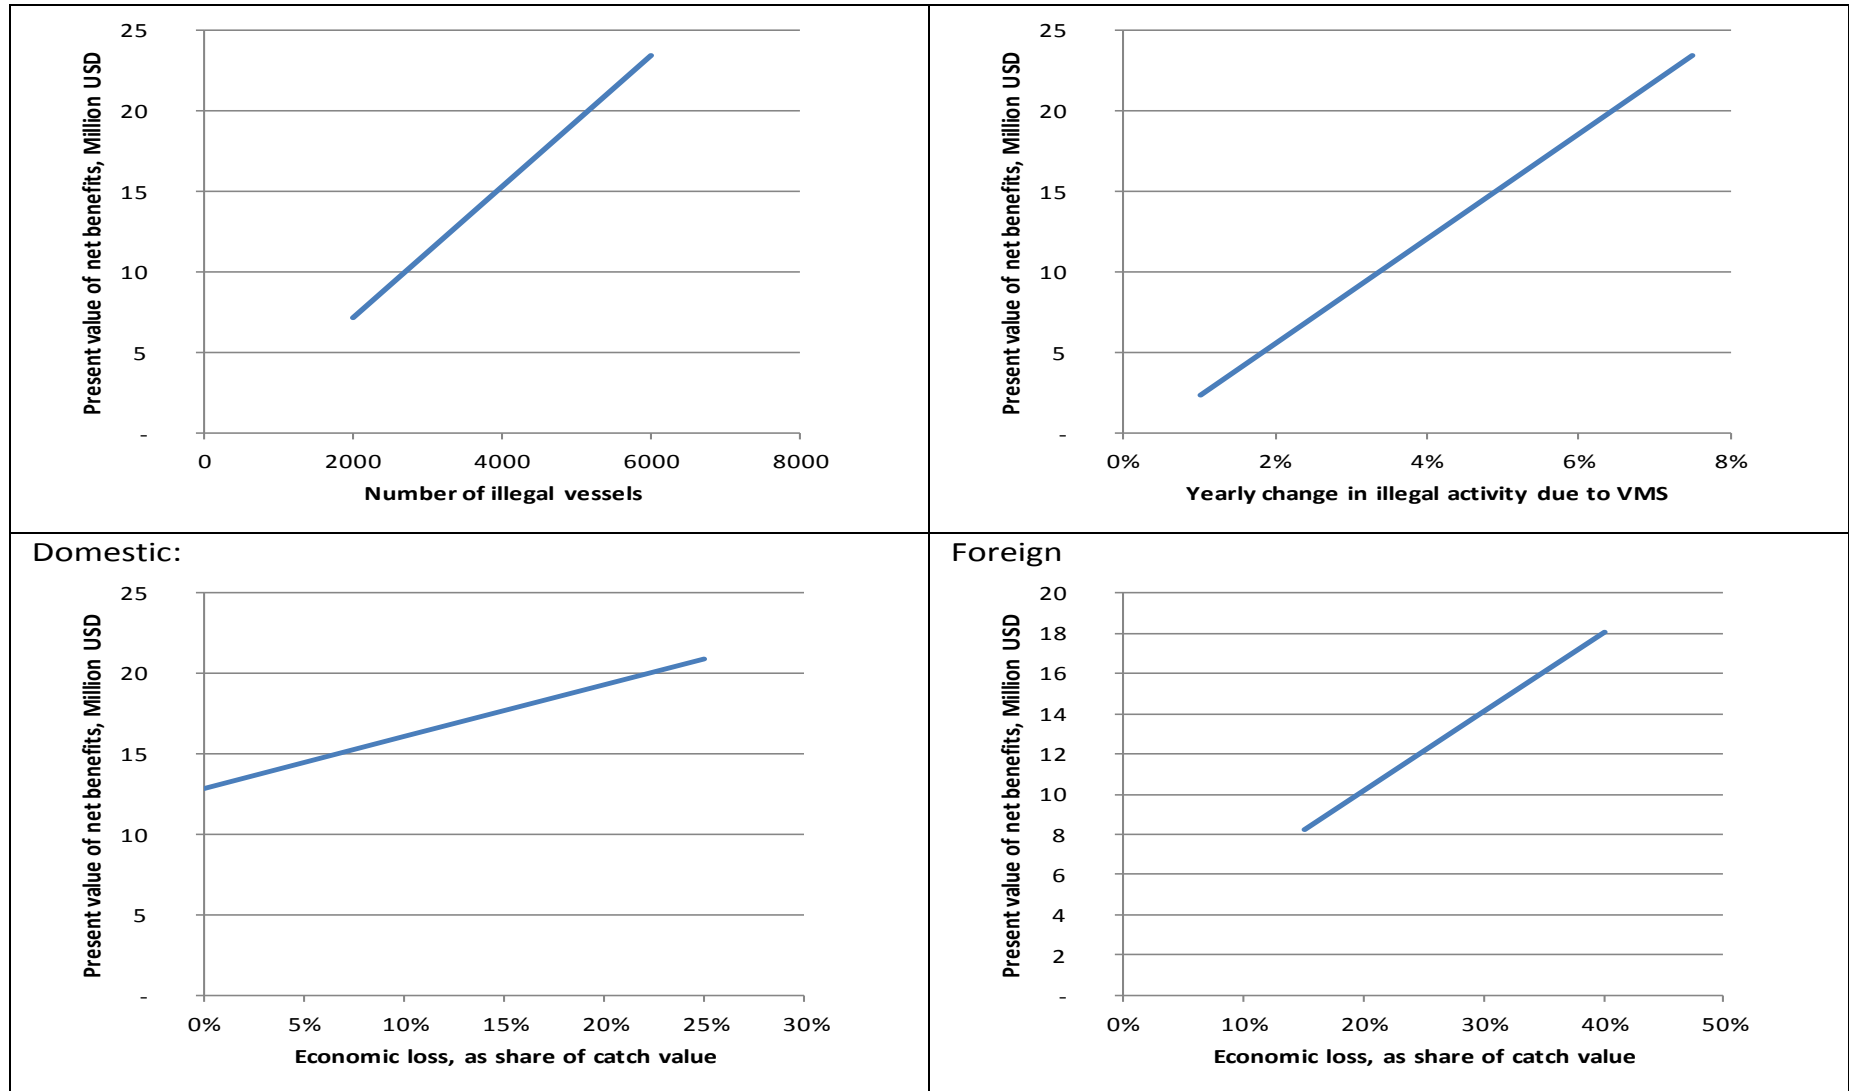 Present value of net benefits, Million USD
25
20
15
10
5
-
0 2000 4000 6000 8000
Number of illegal vessels
Present value of net benefits, Million USD
25
20
15
10
5
-
0% 2% 4% 6% 8%
Yearly change in illegal activity due to VMS
Domestic:
Present value of net benefits, Million USD
25
20
15
10
5
-
0% 5% 10% 15% 20% 25% 30%
Economic loss, as share of catch value
Foreign
Present value of net benefits, Million USD
20
18
16
14
12
10
8
6
4
2
-
0% 10% 20% 30% 40% 50%
Economic loss, as share of catch value